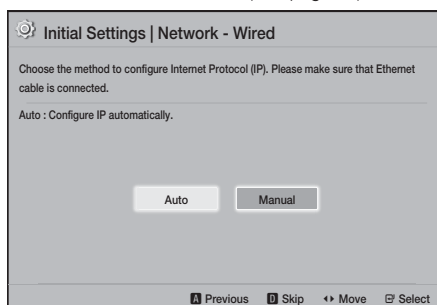 Initial Settings | Network - Wired
Choose the method to configure Internet Protocol (IP). Please make sure that Ethernet
cable is connected.
Auto : Configure IP automatically.
Auto Manual
A Previous D Skip Move Select